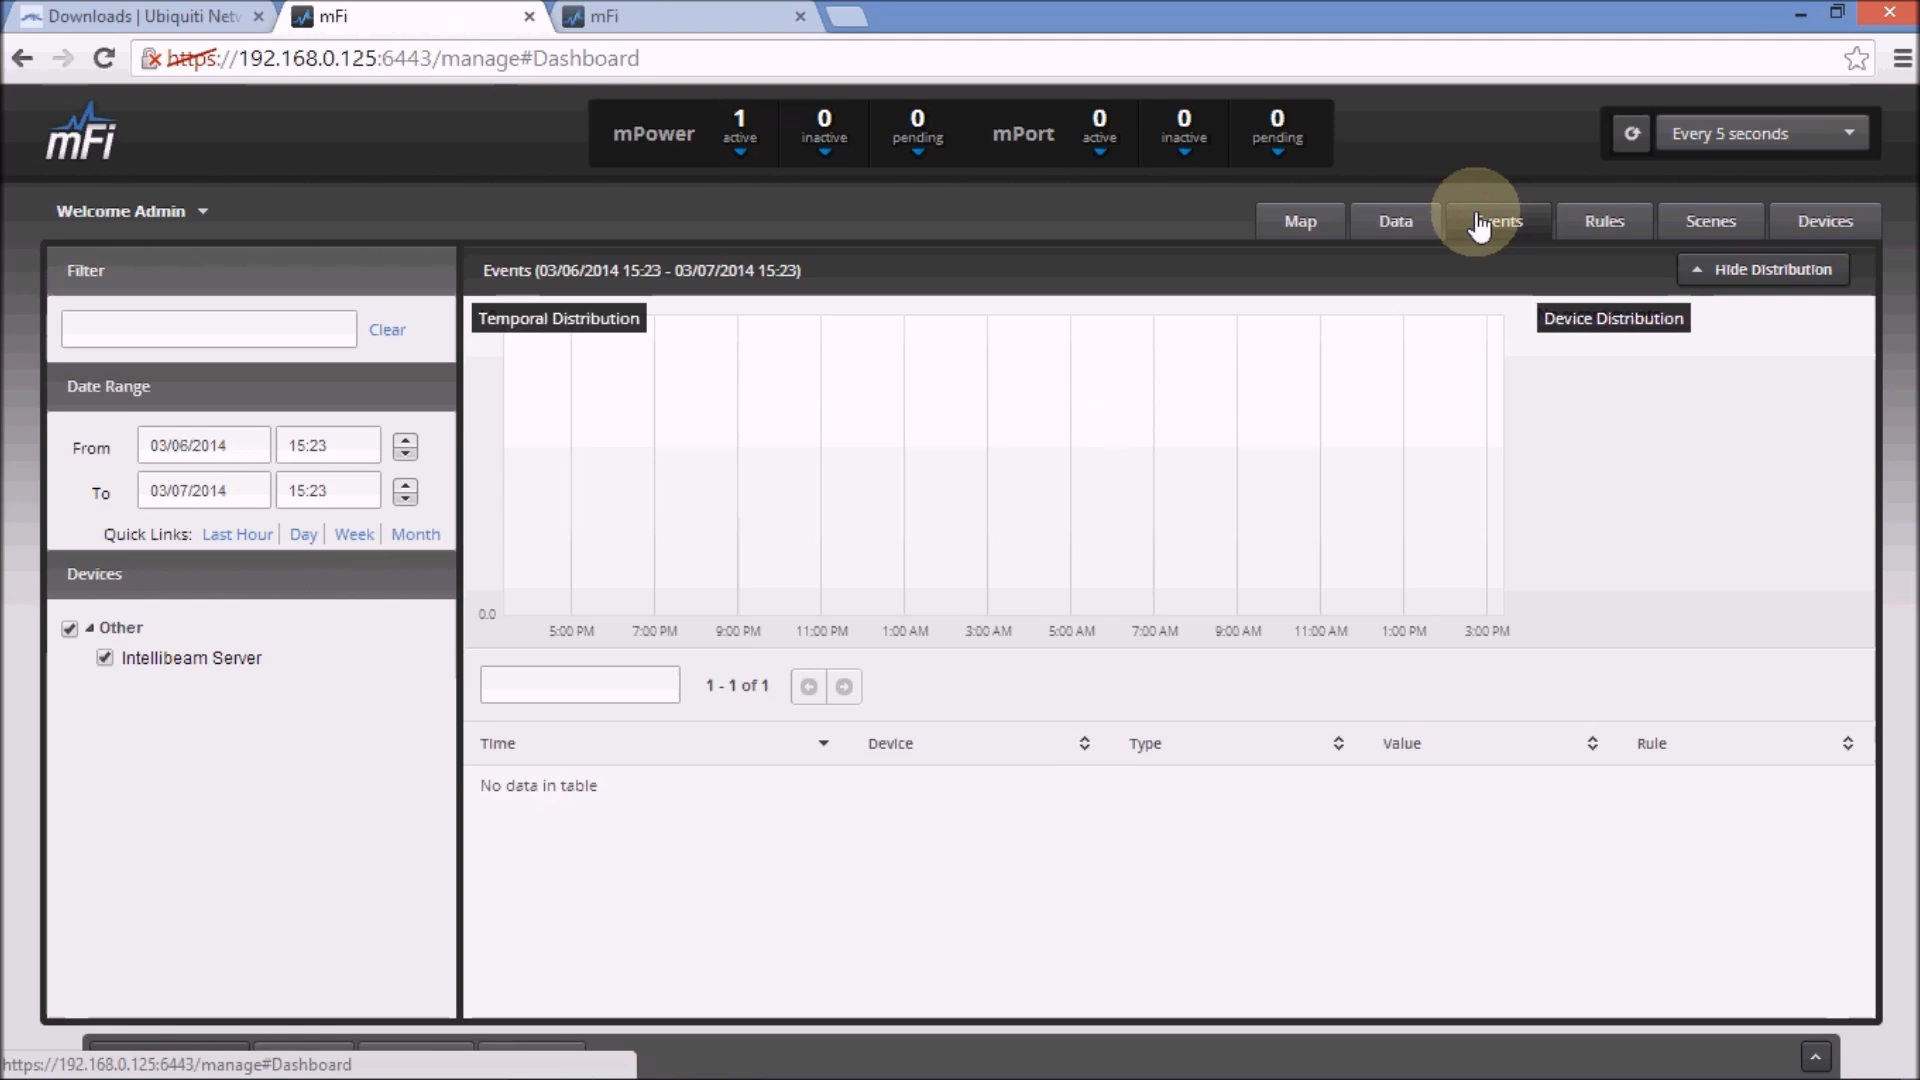 Downloads | Ubiquiti Netv
mFi
mFi
https://192.168.0.125:6443/manage#Dashboard
mFi
mPower
1
active
0
inactive
0
pending
mPort
0
active
0
inactive
0
pending
Every 5 seconds
Welcome Admin
Map
Data
Rules
Scenes
Devices
Filter
Events (03/06/2014 15:23 - 03/07/2014 15:23)
Hide Distribution
Clear
Temporal Distribution
Device Distribution
Date Range
From
03/06/2014
15:23
To
03/07/2014
15:23
Quick Links: Last Hour | Day | Week | Month
Devices
Other
Intellibeam Server
0.0
5:00 PM 7:00 PM 9:00 PM 11:00 PM 1:00 AM 3:00 AM 5:00 AM 7:00 AM 9:00 AM 11:00 AM 1:00 PM 3:00 PM
1 - 1 of 1
Time
Device
Type
Value
Rule
No data in table
https://192.168.0.125:6443/manage#Dashboard